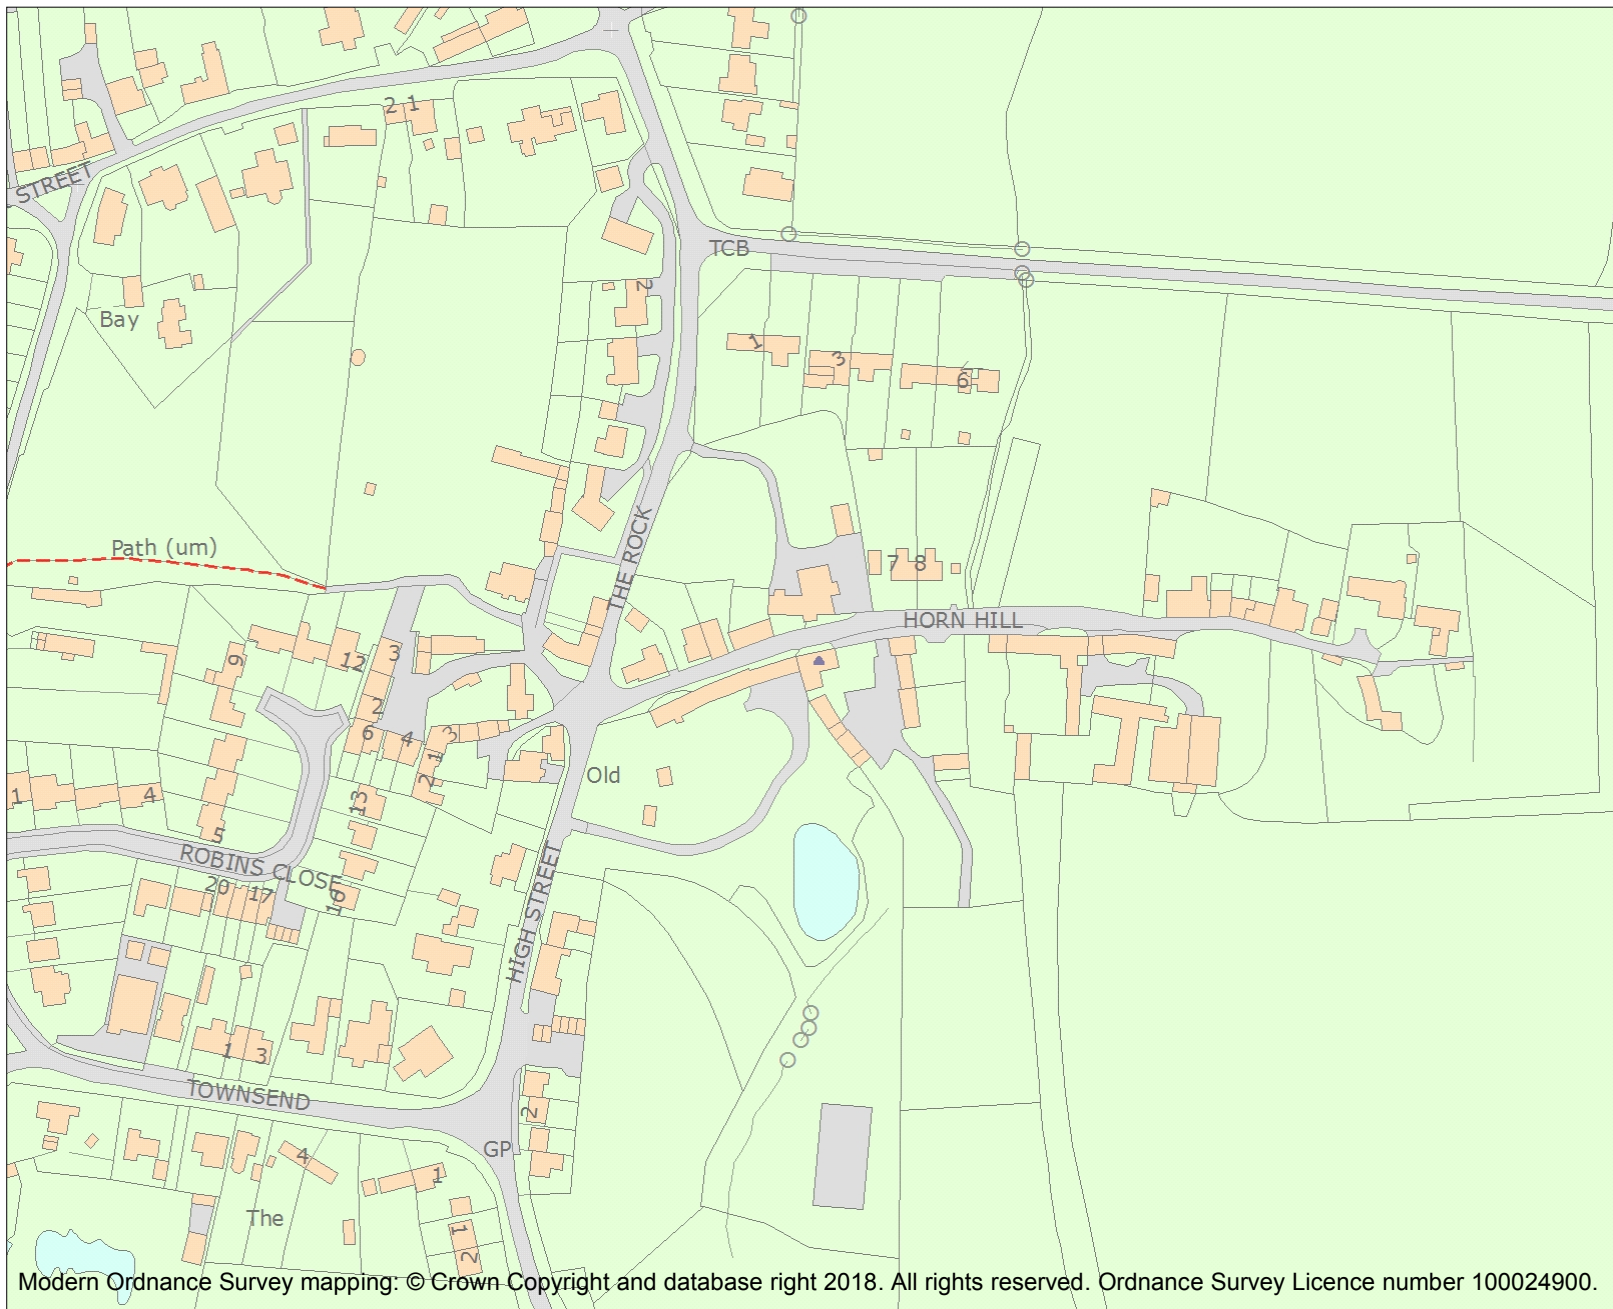 2 1
STREET
TCB
2
Bay
1
3
6
THE ROCK
Path (um)
7 8
HORN HILL
9
12
3
2
6
4
3
1
2
Old
1
4
13
5
ROBINS CLOSE
20
17
16
HIGH STREET
1
3
TOWNSEND
2
GP
4
1
The
1
2
Modern Ordnance Survey mapping: © Crown Copyright and database right 2018. All rights reserved. Ordnance Survey Licence number 100024900.